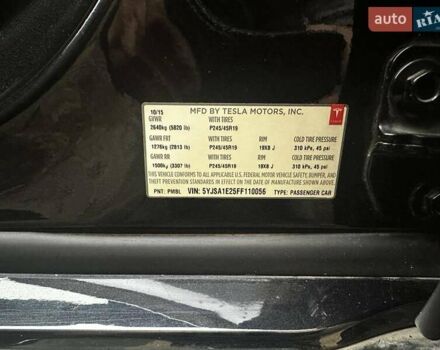 auto RIA
10/15 MFD BY TESLA MOTORS, INC.
GVWR WITH TIRES
2640kg (5820 lb) P245/45R19
GAWR FRT WITH TIRES RIM COLD TIRE PRESSURE
1276kg (2813 lb) P245/45R19 19X8 J 310 kPa, 45 psi
GAWR RR WITH TIRES RIM COLD TIRE PRESSURE
1500kg (3307 lb) P245/45R19 19X8 J 310 kPa, 45 psi
THIS VEHICLE CONFORMS TO ALL APPLICABLE U.S. FEDERAL MOTOR VEHICLE SAFETY, BUMPER, AND
THEFT PREVENTION STANDARDS IN EFFECT ON THE DATE OF MANUFACTURE SHOWN ABOVE.
PNT: PMBL VIN: 5YJSA1E25FF110056 TYPE: PASSENGER CAR